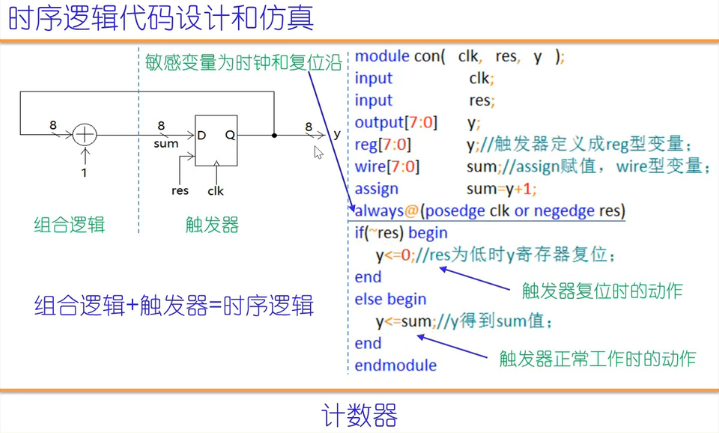 时序逻辑代码设计和仿真
敏感变量为时钟和复位沿
8
8
sum
D
Q
8
y
1
res
clk
组合逻辑
触发器
组合逻辑+触发器=时序逻辑
module con( clk, res, y );
input clk;
input res;
output[7:0] y;
reg[7:0] y;//触发器定义成reg型变量;
wire[7:0] sum;//assign赋值，wire型变量;
assign sum=y+1;
always@(posedge clk or negedge res)
if(~res) begin
y<=0;//res为低时y寄存器复位;
end
触发器复位时的动作
else begin
y<=sum;//y得到sum值;
end
触发器正常工作时的动作
endmodule
计数器